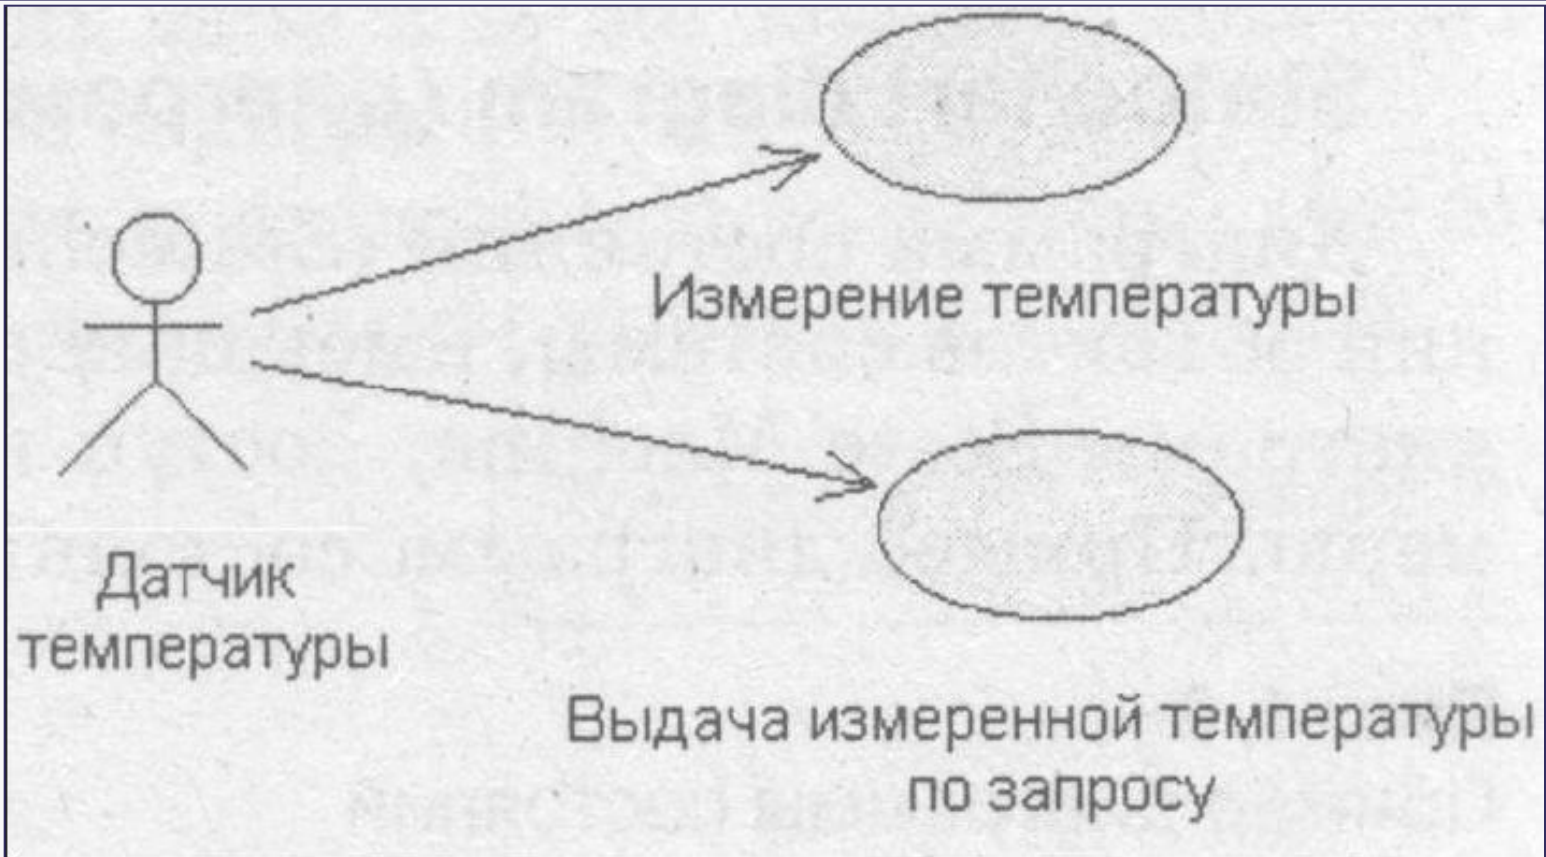 Измерение температуры
Датчик
температуры
Выдача измеренной температуры
по запросу